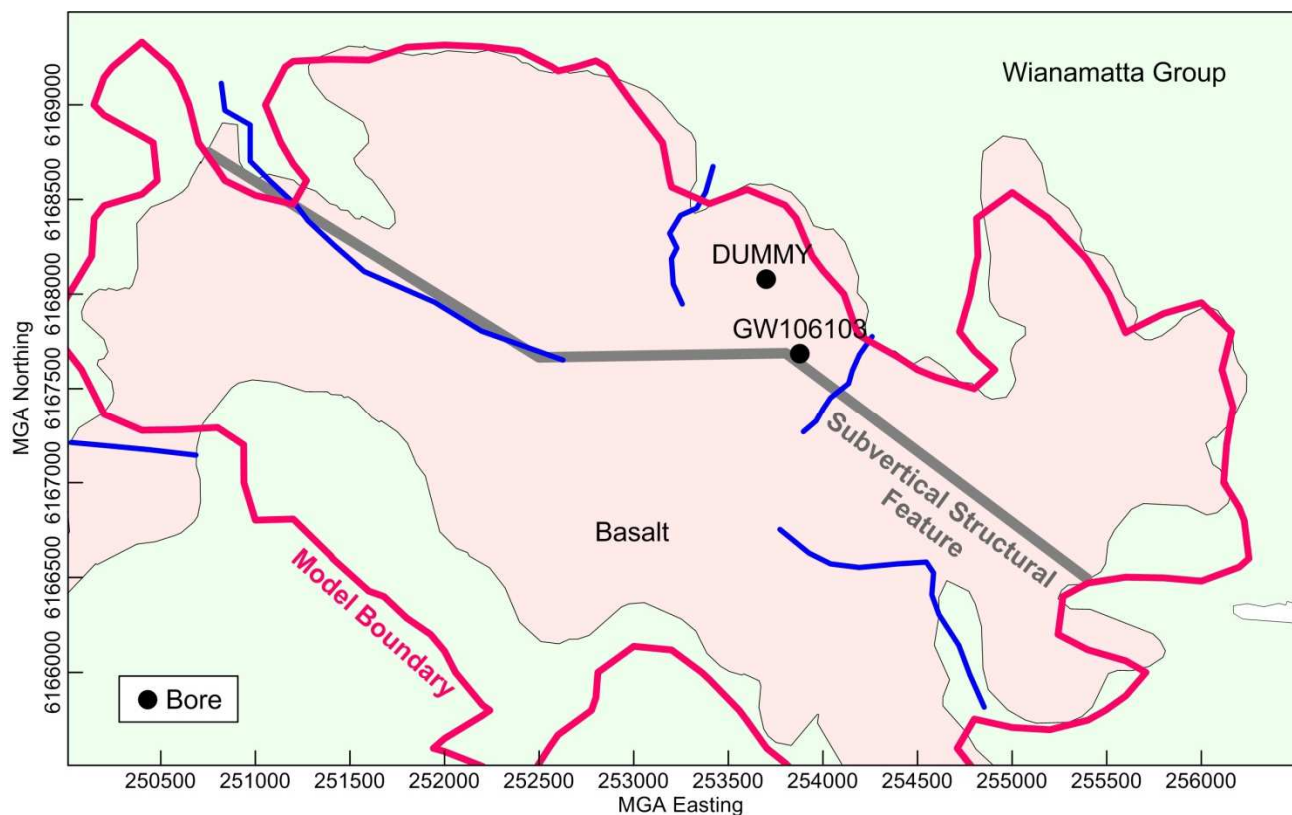 Wianamatta Group
DUMMY
GW106103
Subvertical Structural
Feature
Basalt
Model Boundary
Bore
MGA Northing
6169000
6168500
6168000
6167500
6167000
6166500
6166000
250500 251000 251500 252000 252500 253000 253500 254000 254500 255000 255500 256000
MGA Easting